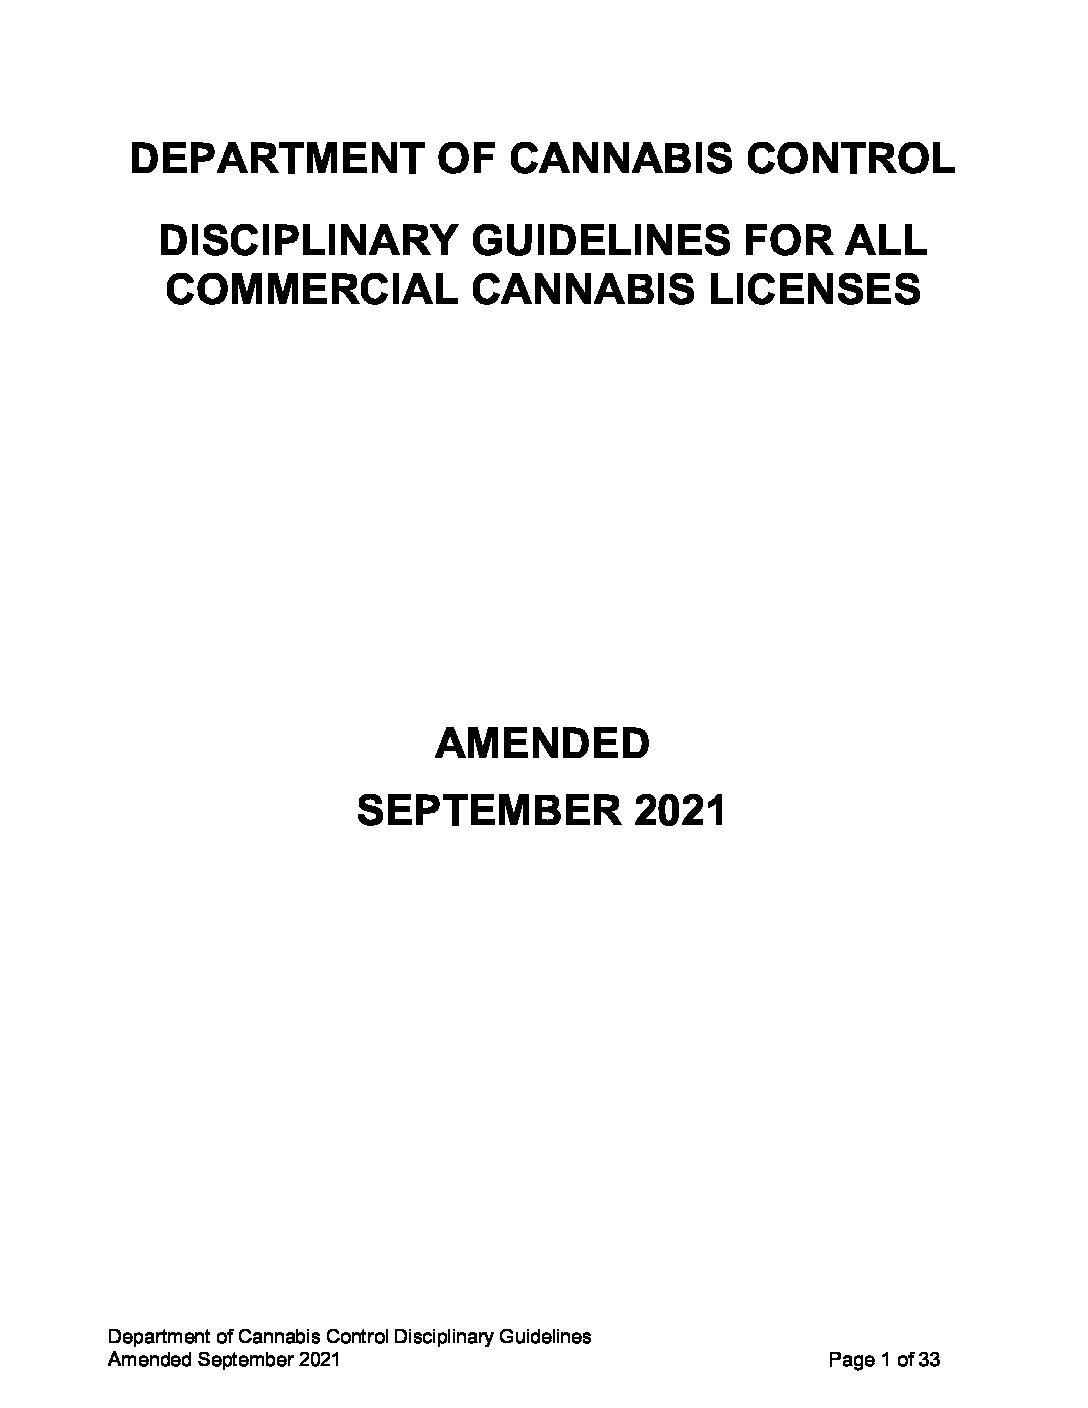 DEPARTMENT OF CANNABIS CONTROL
DISCIPLINARY GUIDELINES FOR ALL
COMMERCIAL CANNABIS LICENSES
AMENDED
SEPTEMBER 2021
Department of Cannabis Control Disciplinary Guidelines
Amended September 2021 Page 1 of 33